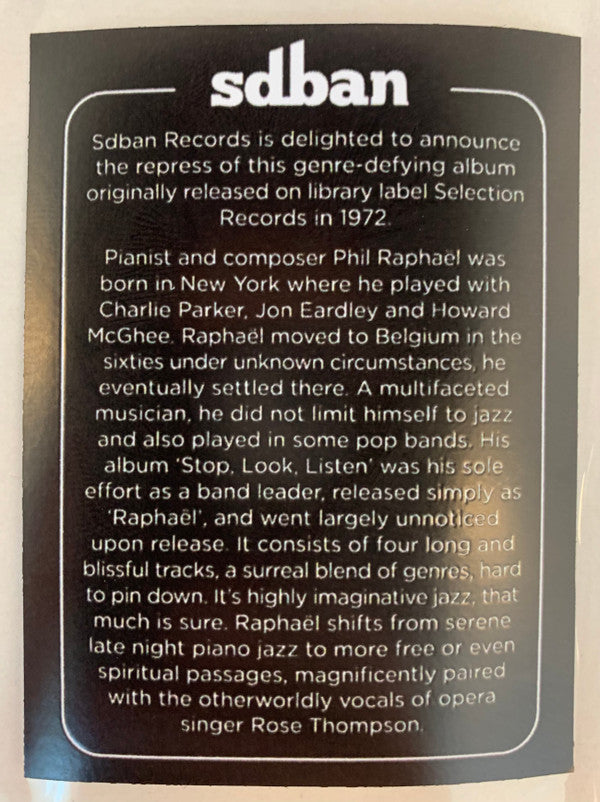 sdban
Sdban Records is delighted to announce
the repress of this genre-defying album
originally released on library label Selection
Records in 1972.
Pianist and composer Phil Raphaël was
born in New York where he played with
Charlie Parker, Jon Eardley and Howard
McGhee. Raphaël moved to Belgium in the
sixties under unknown circumstances, he
eventually settled there. A multifaceted
musician, he did not limit himself to jazz
and also played in some pop bands. His
album ‘Stop, Look, Listen’ was his sole
effort as a band leader, released simply as
‘Raphaël’, and went largely unnoticed
upon release. It consists of four long and
blissful tracks, a surreal blend of genres, hard
to pin down. It's highly imaginative jazz, that
much is sure. Raphaël shifts from serene
late night piano jazz to more free or even
spiritual passages, magnificently paired
with the otherworldly vocals of opera
singer Rose Thompson.